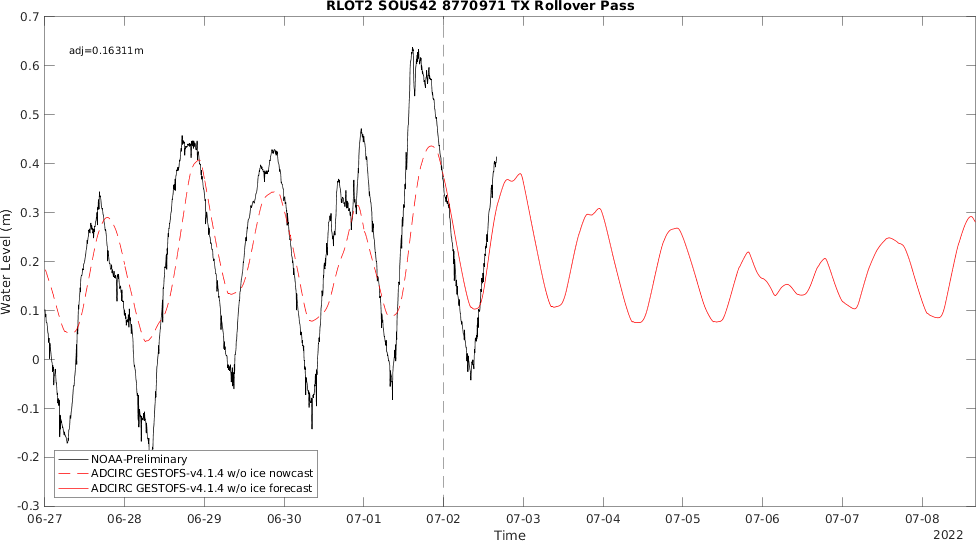 RLOT2 SOUS42 8770971 TX Rollover Pass
0.7
adj=0.16311m
0.6
0.5
0.4
0.3
0.2
0.1
0
-0.1
-0.2
-0.3
Water Level (m)
NOAA-Preliminary
ADCIRC GESTOFS-v4.1.4 w/o ice nowcast
ADCIRC GESTOFS-v4.1.4 w/o ice forecast
06-27 06-28 06-29 06-30 07-01 07-02 07-03 07-04 07-05 07-06 07-07 07-08
Time
2022